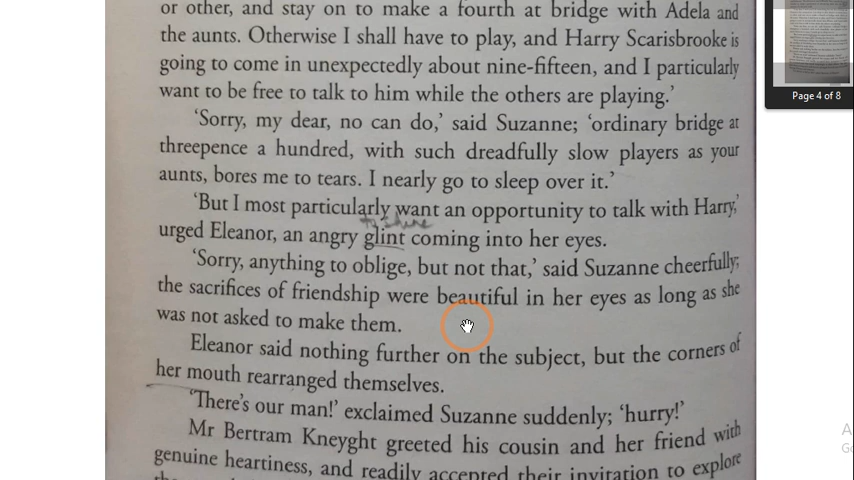 or other, and stay on to make a fourth at bridge with Adela and
the aunts. Otherwise I shall have to play, and Harry Scarisbrooke is
going to come in unexpectedly about nine-fifteen, and I particularly
want to be free to talk to him while the others are playing.’
‘Sorry, my dear, no can do,’ said Suzanne; ‘ordinary bridge at
threepence a hundred, with such dreadfully slow players as your
aunts, bores me to tears. I nearly go to sleep over it.’
‘But I most particularly want an opportunity to talk with Harry,’
to shine
urged Eleanor, an angry glint coming into her eyes.
‘Sorry, anything to oblige, but not that,’ said Suzanne cheerfully;
the sacrifices of friendship were beautiful in her eyes as long as she
was not asked to make them.
Eleanor said nothing further on the subject, but the corners of
her mouth rearranged themselves.
‘There’s our man!’ exclaimed Suzanne suddenly; ‘hurry!’
Mr Bertram Kneyght greeted his cousin and her friend with
genuine heartiness, and readily accepted their invitation to explore
Page 4 of 8